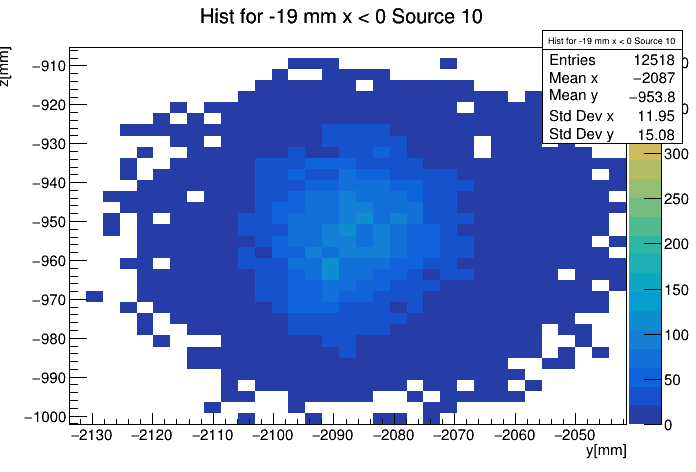 Hist for -19 mm x < 0 Source 10
Hist for -19 mm x < 0 Source 10
Entries 12518
Mean x −2087
Mean y −953.8
Std Dev x 11.95
Std Dev y 15.08
z[mm]
−910
−920
−930
−940
−950
−960
−970
−980
−990
−1000
300
250
200
150
100
50
0
−2130 −2120 −2110 −2100 −2090 −2080 −2070 −2060 −2050
y[mm]